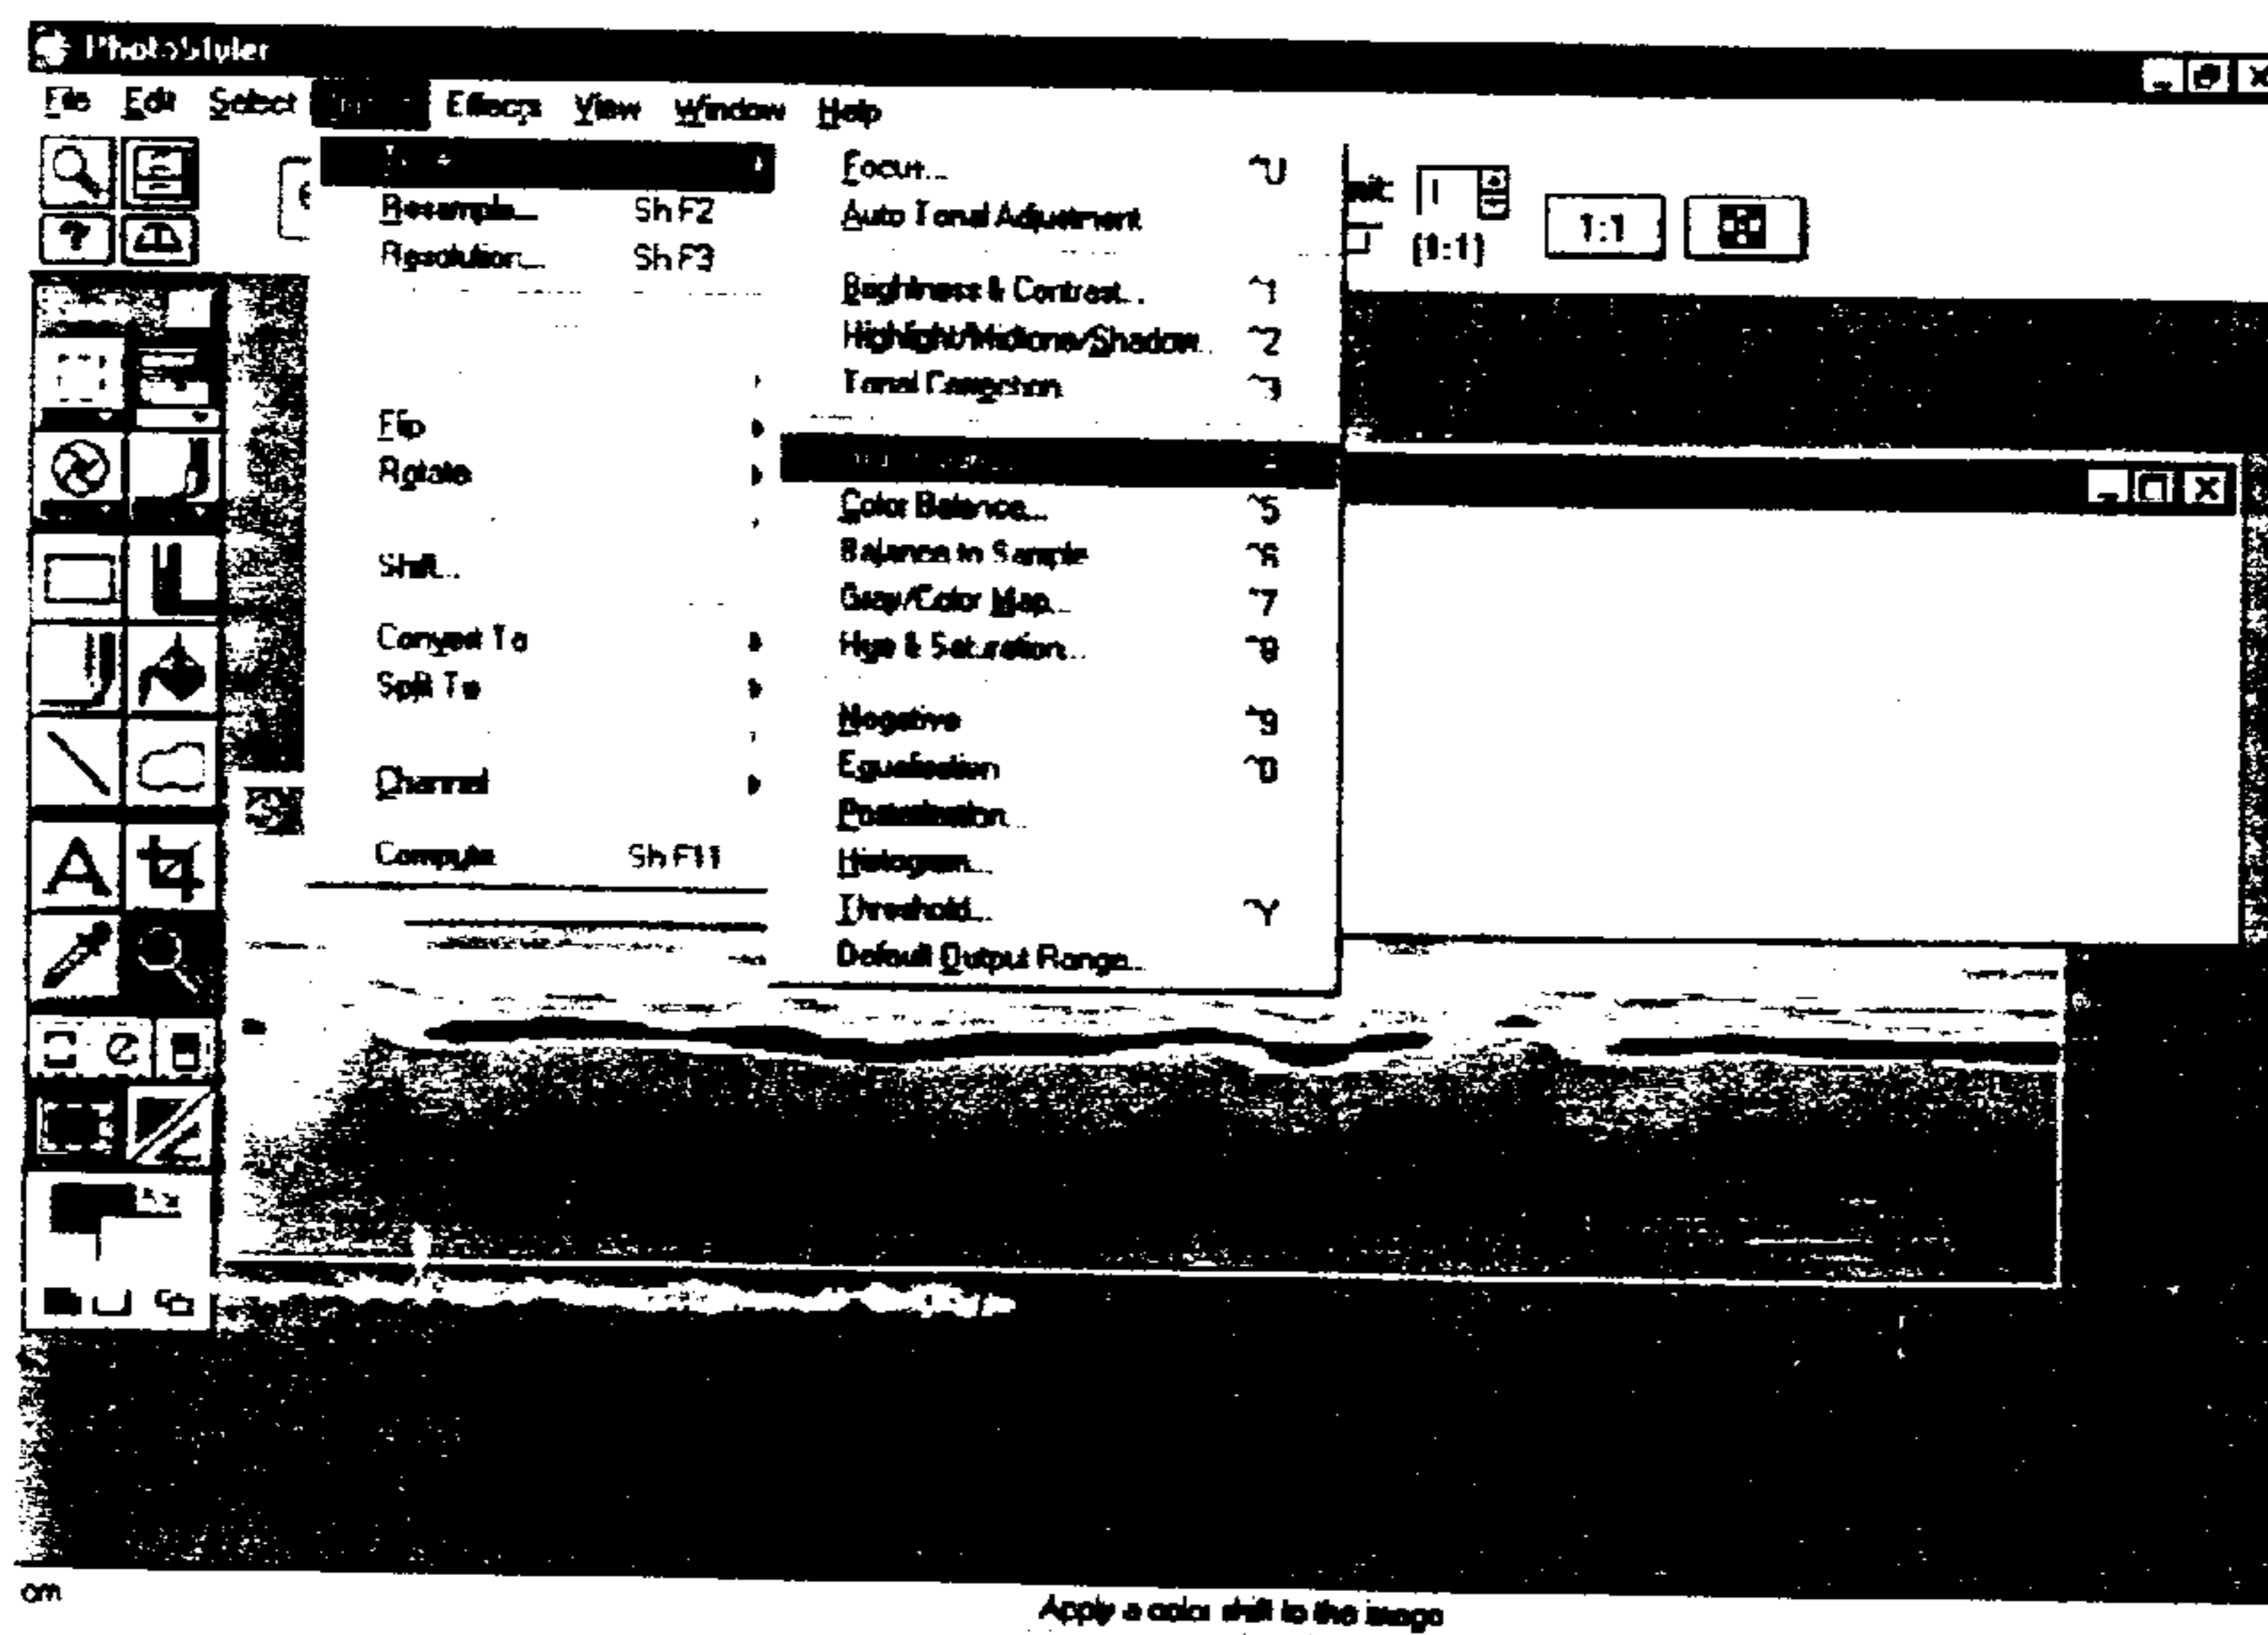 PhotoStyler
File Edit Select Effects View Window Help
Focus... ^U
Resample... Sh F2
Auto Tonal Adjustment
1:1
(1:1)
Resolution... Sh F3
Brightness & Contrast... ^1
Highlight/Midtone/Shadow... ^2
Tonal Correction ^3
Flip
Rotate
Color Balance... ^5
Balance to Sample ^6
Shift...
Gray/Color Map... ^7
Convert To
Hue & Saturation... ^8
Split To
Negative ^9
Equalization ^0
Channel
Posterization...
Compute Sh F11
Histogram...
A
Threshold... ^Y
Default Output Range...
Apply a color shift to the image